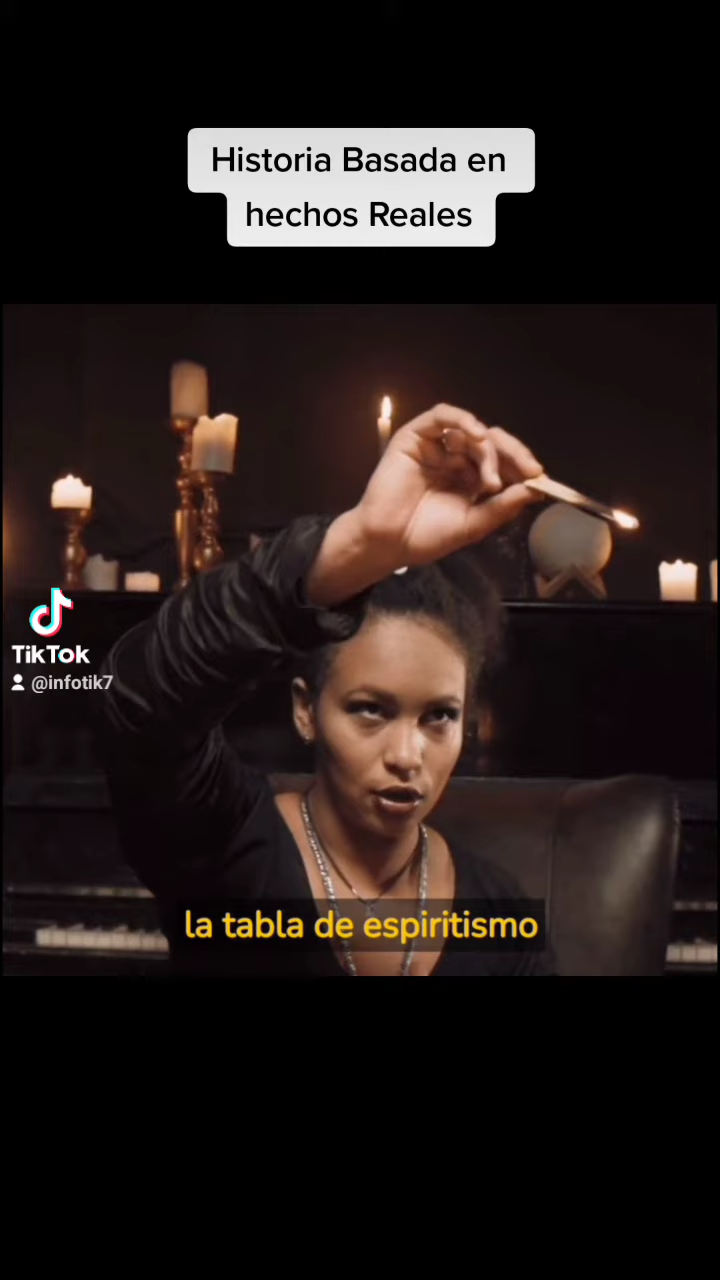 Historia Basada en
hechos Reales
TikTok
@infotik7
la tabla de espiritismo